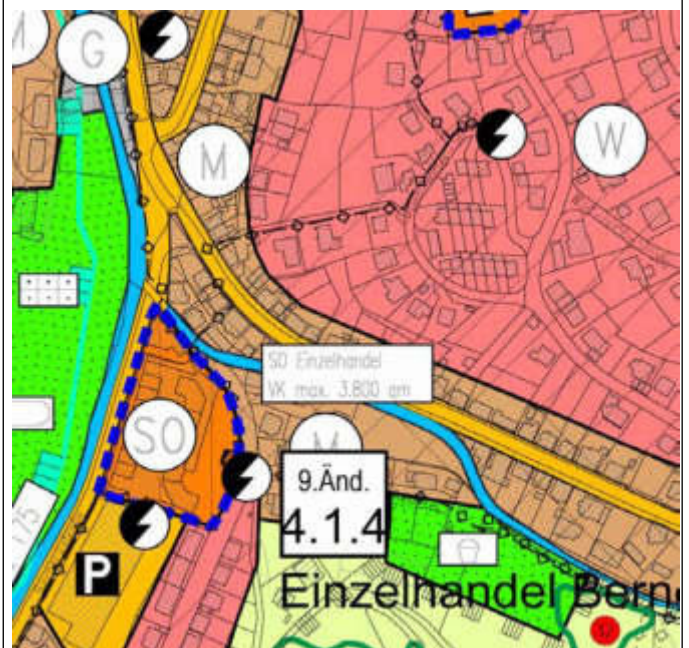 M
G
M
W
SO Einzelhandel
VK max. 3.800 qm
SO
M
9.Änd.
4.1.4
P
Einzelhandel Bern